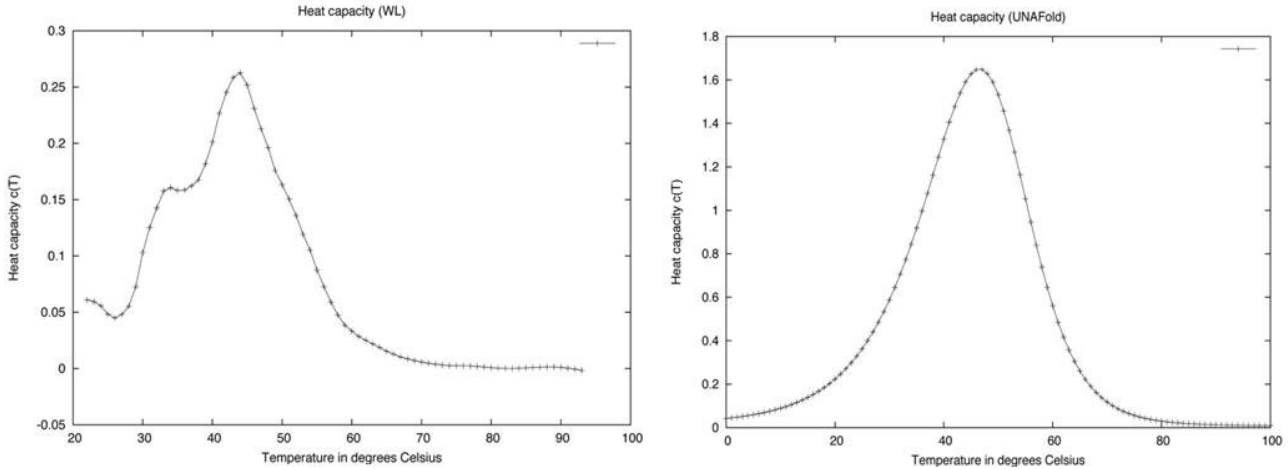 Heat capacity (WL)
0.3
0.25
0.2
0.15
0.1
0.05
0
-0.05
Heat capacity c(T)
20 30 40 50 60 70 80 90 100
Temperature in degrees Celsius
Heat capacity (UNAFold)
1.8
1.6
1.4
1.2
1
0.8
0.6
0.4
0.2
0
Heat capacity c(T)
0 20 40 60 80 100
Temperature in degrees Celsius